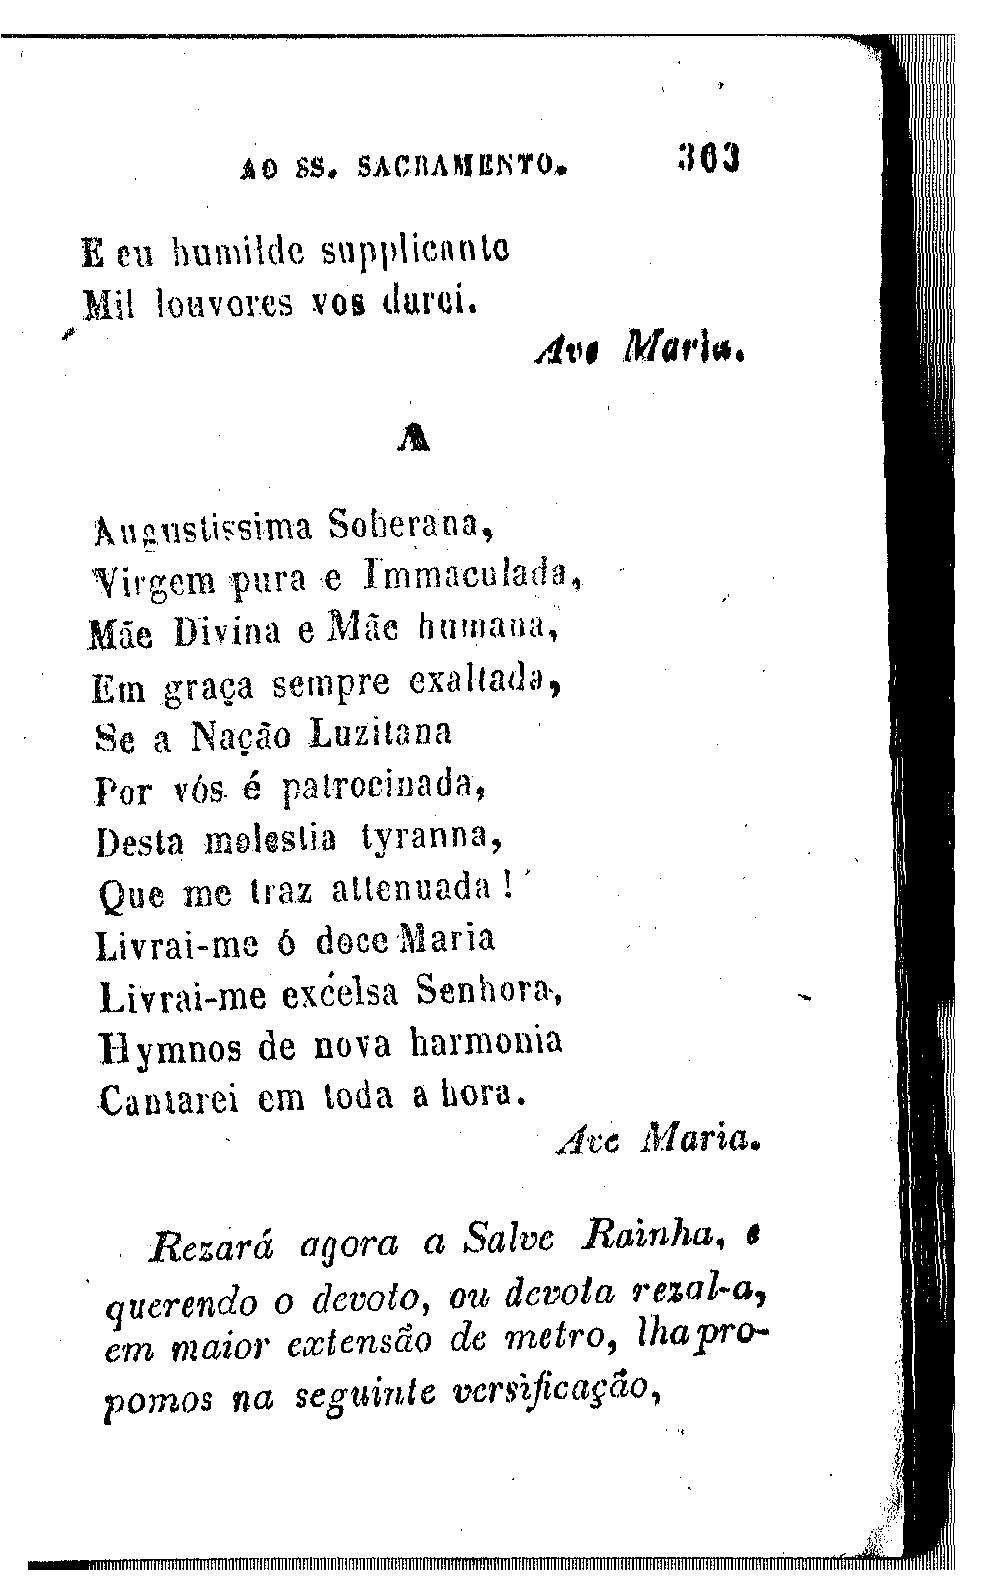 AO SS. SACRAMENTO. 363
E eu humilde supplicante
Mil louvores vos darei.
Ave Maria.
A
Augustissima Soberana,
Virgem pura e Immaculada,
Mãe Divina e Mãe humana,
Em graça sempre exaltada,
Se a Nação Luzitana
Por vós é patrocinada,
Desta molestia tyranna,
Que me traz attenuada!
Livrai-me ó doce Maria
Livrai-me excelsa Senhora,
Hymnos de nova harmonia
Cantarei em toda a hora.
Ave Maria.
Rezará agora a Salve Rainha, e
querendo o devoto, ou devota rezal-a,
em maior extensão de metro, lha pro-
pomos na seguinte versificação,